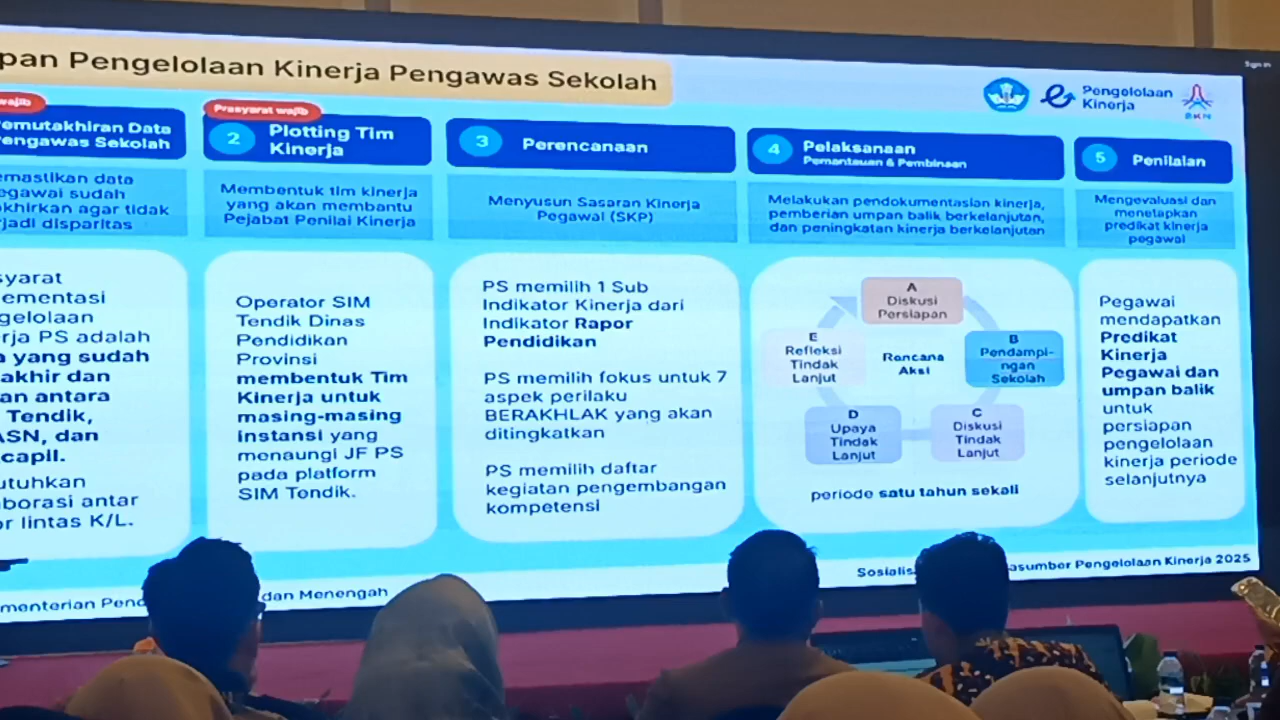 pan Pengelolaan Kinerja Pengawas Sekolah
Sign in
Pengelolaan
Kinerja
BKN
wajib
emutakhiran Data
engawas Sekolah
emastikan data
egawai sudah
akhirkan agar tidak
rjadi disparitas
syarat
ementasi
gelolaan
rja PS adalah
a yang sudah
akhir dan
an antara
Tendik,
ASN, dan
capil.
utuhkan
aborasi antar
or lintas K/L.
Prasyarat wajib
2 Plotting Tim
Kinerja
Membentuk tim kinerja
yang akan membantu
Pejabat Penilai Kinerja
Operator SIM
Tendik Dinas
Pendidikan
Provinsi
membentuk Tim
Kinerja untuk
masing-masing
instansi yang
menaungi JF PS
pada platform
SIM Tendik.
3 Perencanaan
Menyusun Sasaran Kinerja
Pegawai (SKP)
PS memilih 1 Sub
Indikator Kinerja dari
Indikator Rapor
Pendidikan
PS memilih fokus untuk 7
aspek perilaku
BERAKHLAK yang akan
ditingkatkan
PS memilih daftar
kegiatan pengembangan
kompetensi
4 Pelaksanaan
Pemantauan & Pembinaan
Melakukan pendokumentasian kinerja,
pemberian umpan balik berkelanjutan,
dan peningkatan kinerja berkelanjutan
A
Diskusi
Persiapan
B
Pendampi-
ngan
Sekolah
C
Diskusi
Tindak
Lanjut
D
Upaya
Tindak
Lanjut
E
Refleksi
Tindak
Lanjut
Rencana
Aksi
periode satu tahun sekali
5 Penilaian
Mengevaluasi dan
menetapkan
predikat kinerja
pegawai
Pegawai
mendapatkan
Predikat
Kinerja
Pegawai dan
umpan balik
untuk
persiapan
pengelolaan
kinerja periode
selanjutnya
ementerian Pend dan Menengah
Sosialis asumber Pengelolaan Kinerja 2025